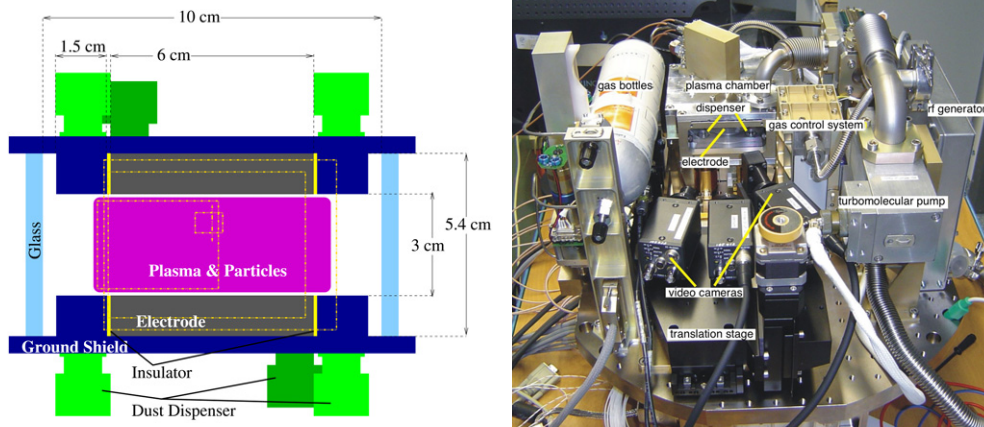 10 cm
1.5 cm
6 cm
Glass
5.4 cm
3 cm
Plasma & Particles
Electrode
Ground Shield
Insulator
Dust Dispenser
gas bottles
plasma chamber
dispenser
rf generator
gas control system
electrode
turbomolecular pump
video cameras
translation stage